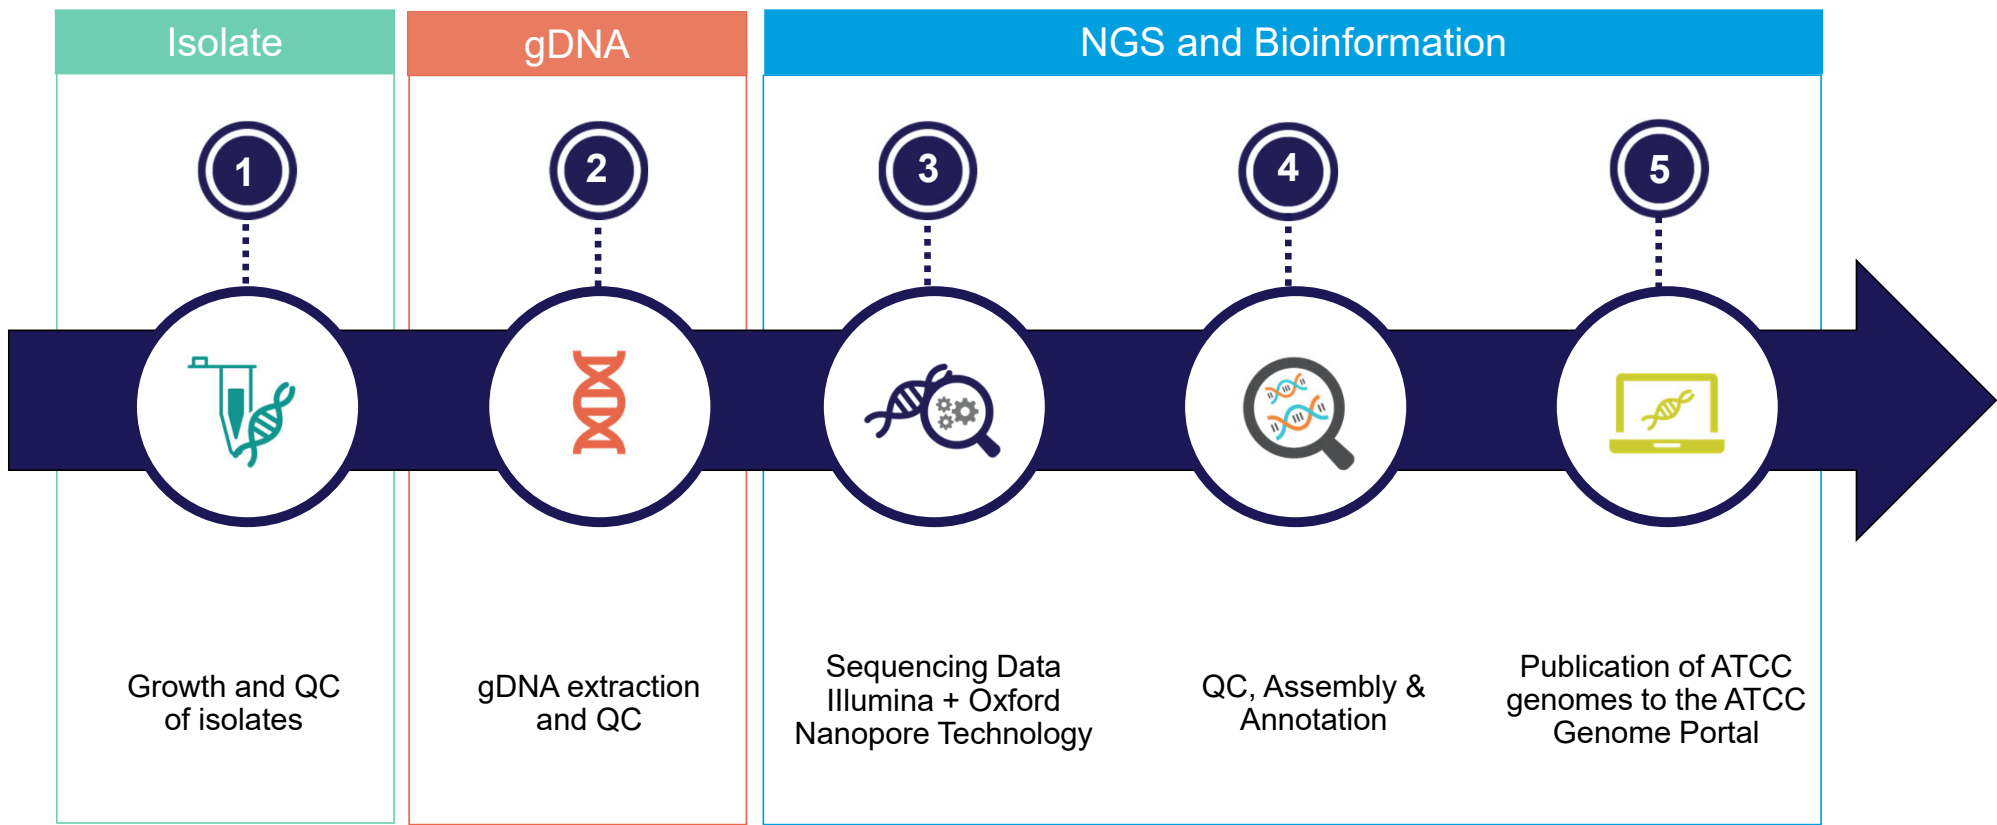 Isolate
gDNA
NGS and Bioinformation
1
2
3
4
5
Growth and QC
of isolates
gDNA extraction
and QC
Sequencing Data
Illumina + Oxford
Nanopore Technology
QC, Assembly &
Annotation
Publication of ATCC
genomes to the ATCC
Genome Portal